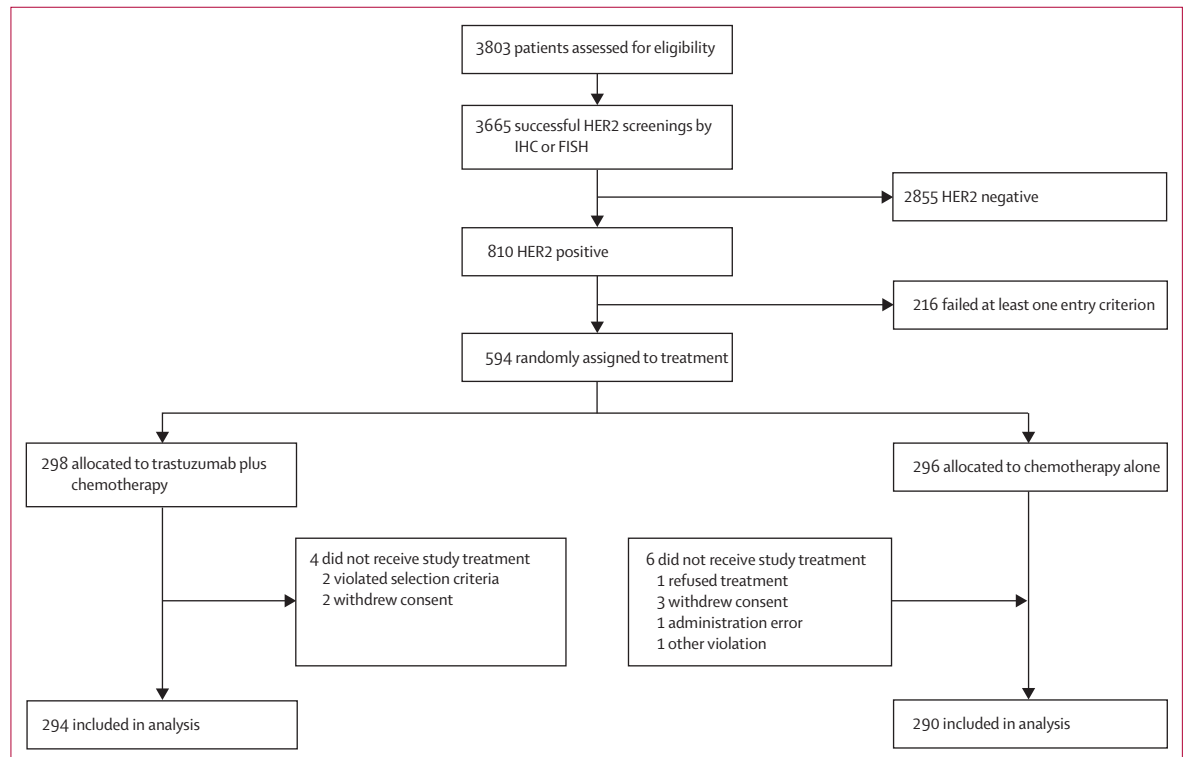 3803 patients assessed for eligibility
3665 successful HER2 screenings by
IHC or FISH
2855 HER2 negative
810 HER2 positive
216 failed at least one entry criterion
594 randomly assigned to treatment
298 allocated to trastuzumab plus
chemotherapy
296 allocated to chemotherapy alone
4 did not receive study treatment
2 violated selection criteria
2 withdrew consent
6 did not receive study treatment
1 refused treatment
3 withdrew consent
1 administration error
1 other violation
294 included in analysis
290 included in analysis